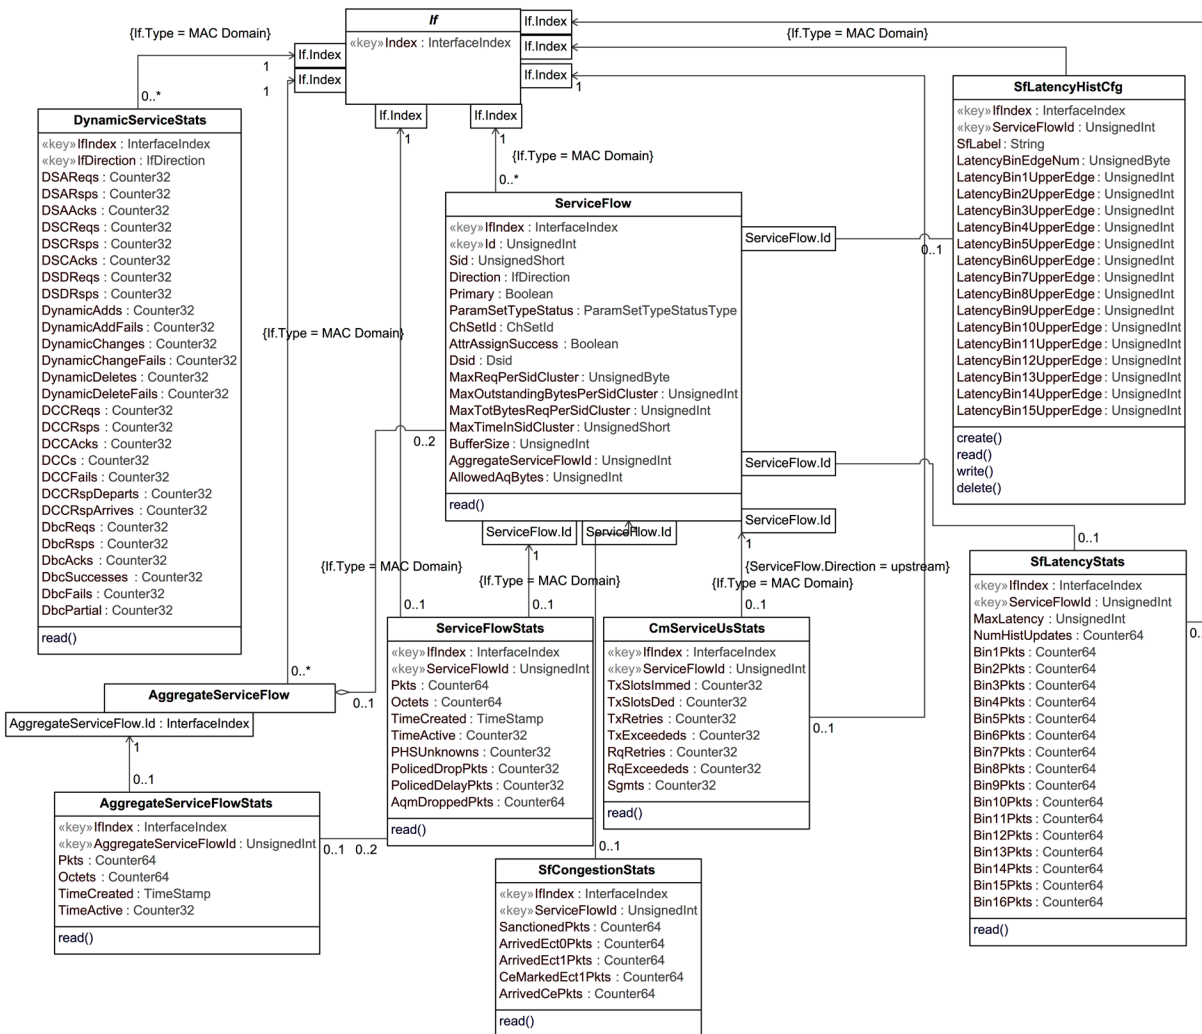 If
«key»Index : InterfaceIndex
If.Index
If.Index
If.Index
If.Index
If.Index
If.Index
If.Index
{If.Type = MAC Domain}
1
1
0..*
{If.Type = MAC Domain}
1
1
1
{If.Type = MAC Domain}
0..*
DynamicServiceStats
«key»IfIndex : InterfaceIndex
«key»IfDirection : IfDirection
DSAReqs : Counter32
DSARsps : Counter32
DSAAcks : Counter32
DSCReqs : Counter32
DSCRsps : Counter32
DSCAcks : Counter32
DSDReqs : Counter32
DSDRsps : Counter32
DynamicAdds : Counter32
DynamicAddFails : Counter32
DynamicChanges : Counter32
DynamicChangeFails : Counter32
DynamicDeletes : Counter32
DynamicDeleteFails : Counter32
DCCReqs : Counter32
DCCRsps : Counter32
DCCAcks : Counter32
DCCs : Counter32
DCCFails : Counter32
DCCRspDeparts : Counter32
DCCRspArrives : Counter32
DbcReqs : Counter32
DbcRsps : Counter32
DbcAcks : Counter32
DbcSuccesses : Counter32
DbcFails : Counter32
DbcPartial : Counter32
read()
{If.Type = MAC Domain}
ServiceFlow
«key»IfIndex : InterfaceIndex
«key»Id : UnsignedInt
Sid : UnsignedShort
Direction : IfDirection
Primary : Boolean
ParamSetTypeStatus : ParamSetTypeStatusType
ChSetId : ChSetId
AttrAssignSuccess : Boolean
Dsid : Dsid
MaxReqPerSidCluster : UnsignedByte
MaxOutstandingBytesPerSidCluster : UnsignedInt
MaxTotBytesReqPerSidCluster : UnsignedInt
MaxTimeInSidCluster : UnsignedShort
BufferSize : UnsignedInt
AggregateServiceFlowId : UnsignedInt
AllowedAqBytes : UnsignedInt
read()
0..2
ServiceFlow.Id
0..1
ServiceFlow.Id
ServiceFlow.Id
ServiceFlow.Id
ServiceFlow.Id
SfLatencyHistCfg
«key»IfIndex : InterfaceIndex
«key»ServiceFlowId : UnsignedInt
SfLabel : String
LatencyBinEdgeNum : UnsignedByte
LatencyBin1UpperEdge : UnsignedInt
LatencyBin2UpperEdge : UnsignedInt
LatencyBin3UpperEdge : UnsignedInt
LatencyBin4UpperEdge : UnsignedInt
LatencyBin5UpperEdge : UnsignedInt
LatencyBin6UpperEdge : UnsignedInt
LatencyBin7UpperEdge : UnsignedInt
LatencyBin8UpperEdge : UnsignedInt
LatencyBin9UpperEdge : UnsignedInt
LatencyBin10UpperEdge : UnsignedInt
LatencyBin11UpperEdge : UnsignedInt
LatencyBin12UpperEdge : UnsignedInt
LatencyBin13UpperEdge : UnsignedInt
LatencyBin14UpperEdge : UnsignedInt
LatencyBin15UpperEdge : UnsignedInt
create()
read()
write()
delete()
1
1
1
{If.Type = MAC Domain}
{If.Type = MAC Domain}
{ServiceFlow.Direction = upstream}
{If.Type = MAC Domain}
0..1
0..1
0..1
0..1
ServiceFlowStats
«key»IfIndex : InterfaceIndex
«key»ServiceFlowId : UnsignedInt
Pkts : Counter64
Octets : Counter64
TimeCreated : TimeStamp
TimeActive : Counter32
PHSUnknowns : Counter32
PolicedDropPkts : Counter32
PolicedDelayPkts : Counter32
AqmDroppedPkts : Counter64
read()
CmServiceUsStats
«key»IfIndex : InterfaceIndex
«key»ServiceFlowId : UnsignedInt
TxSlotsImmed : Counter32
TxSlotsDed : Counter32
TxRetries : Counter32
TxExceededs : Counter32
RqRetries : Counter32
RqExceededs : Counter32
Sgmts : Counter32
read()
0..1
SfLatencyStats
«key»IfIndex : InterfaceIndex
«key»ServiceFlowId : UnsignedInt
MaxLatency : UnsignedInt
NumHistUpdates : Counter64
Bin1Pkts : Counter64
Bin2Pkts : Counter64
Bin3Pkts : Counter64
Bin4Pkts : Counter64
Bin5Pkts : Counter64
Bin6Pkts : Counter64
Bin7Pkts : Counter64
Bin8Pkts : Counter64
Bin9Pkts : Counter64
Bin10Pkts : Counter64
Bin11Pkts : Counter64
Bin12Pkts : Counter64
Bin13Pkts : Counter64
Bin14Pkts : Counter64
Bin15Pkts : Counter64
Bin16Pkts : Counter64
read()
0..*
AggregateServiceFlow
0..1
AggregateServiceFlow.Id : InterfaceIndex
1
0..1
AggregateServiceFlowStats
«key»IfIndex : InterfaceIndex
«key»AggregateServiceFlowId : UnsignedInt
Pkts : Counter64
Octets : Counter64
TimeCreated : TimeStamp
TimeActive : Counter32
read()
0..1
0..2
0..1
SfCongestionStats
«key»IfIndex : InterfaceIndex
«key»ServiceFlowId : UnsignedInt
SanctionedPkts : Counter64
ArrivedEct0Pkts : Counter64
ArrivedEct1Pkts : Counter64
CeMarkedEct1Pkts : Counter64
ArrivedCePkts : Counter64
read()